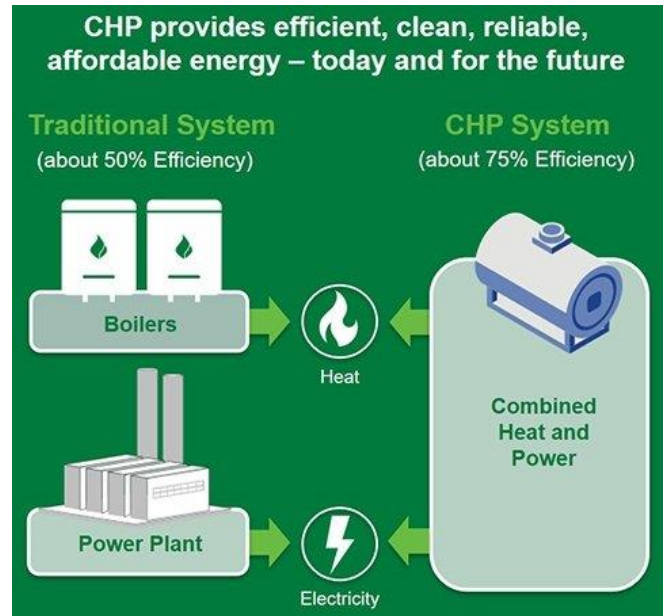 CHP provides efficient, clean, reliable,
affordable energy – today and for the future
Traditional System
(about 50% Efficiency)
CHP System
(about 75% Efficiency)
Boilers
Heat
Combined
Heat and
Power
Power Plant
Electricity